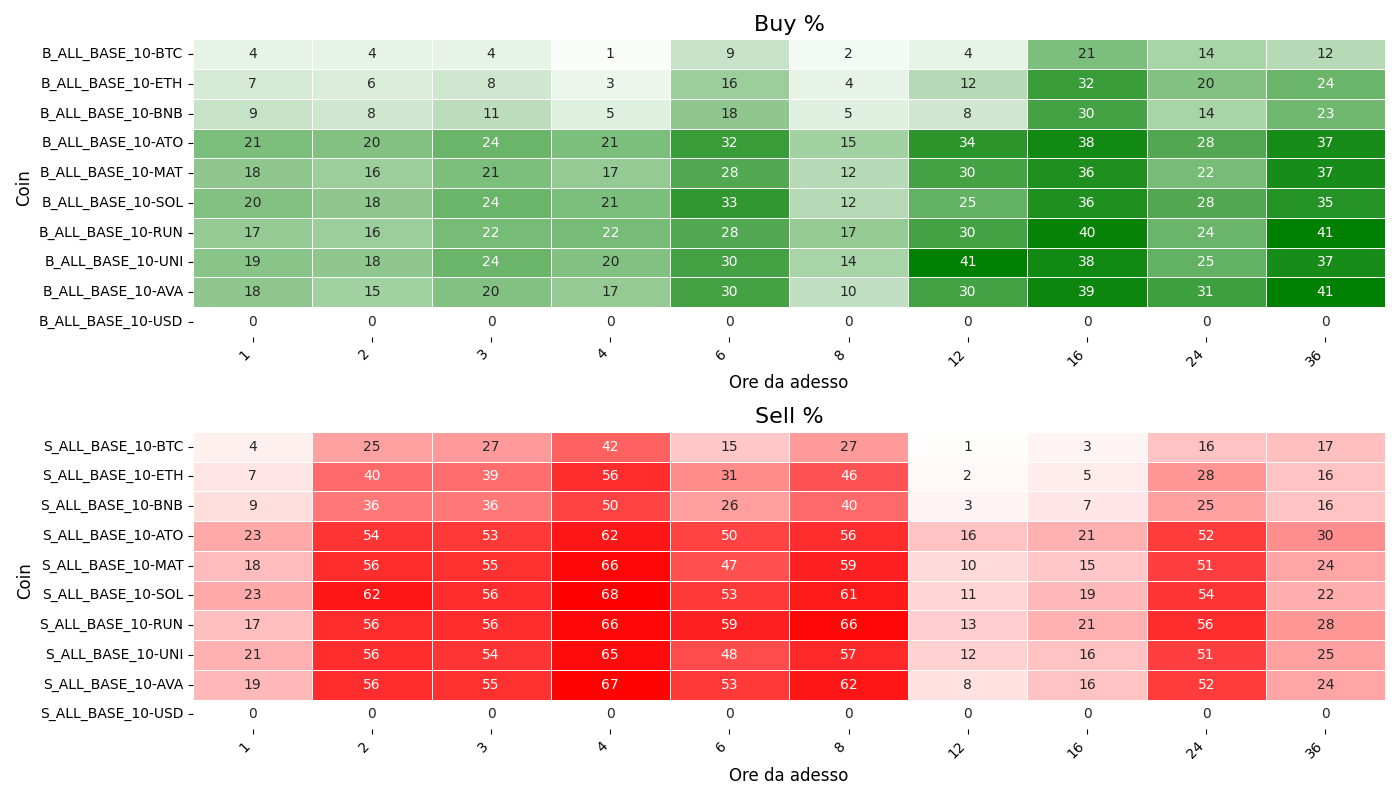 Buy %
Coin
B_ALL_BASE_10-BTC 4 4 4 1 9 2 4 21 14 12
B_ALL_BASE_10-ETH 7 6 8 3 16 4 12 32 20 24
B_ALL_BASE_10-BNB 9 8 11 5 18 5 8 30 14 23
B_ALL_BASE_10-ATO 21 20 24 21 32 15 34 38 28 37
B_ALL_BASE_10-MAT 18 16 21 17 28 12 30 36 22 37
B_ALL_BASE_10-SOL 20 18 24 21 33 12 25 36 28 35
B_ALL_BASE_10-RUN 17 16 22 22 28 17 30 40 24 41
B_ALL_BASE_10-UNI 19 18 24 20 30 14 41 38 25 37
B_ALL_BASE_10-AVA 18 15 20 17 30 10 30 39 31 41
B_ALL_BASE_10-USD 0 0 0 0 0 0 0 0 0 0
1 2 3 4 6 8 12 16 24 36
Ore da adesso
Sell %
Coin
S_ALL_BASE_10-BTC 4 25 27 42 15 27 1 3 16 17
S_ALL_BASE_10-ETH 7 40 39 56 31 46 2 5 28 16
S_ALL_BASE_10-BNB 9 36 36 50 26 40 3 7 25 16
S_ALL_BASE_10-ATO 23 54 53 62 50 56 16 21 52 30
S_ALL_BASE_10-MAT 18 56 55 66 47 59 10 15 51 24
S_ALL_BASE_10-SOL 23 62 56 68 53 61 11 19 54 22
S_ALL_BASE_10-RUN 17 56 56 66 59 66 13 21 56 28
S_ALL_BASE_10-UNI 21 56 54 65 48 57 12 16 51 25
S_ALL_BASE_10-AVA 19 56 55 67 53 62 8 16 52 24
S_ALL_BASE_10-USD 0 0 0 0 0 0 0 0 0 0
1 2 3 4 6 8 12 16 24 36
Ore da adesso